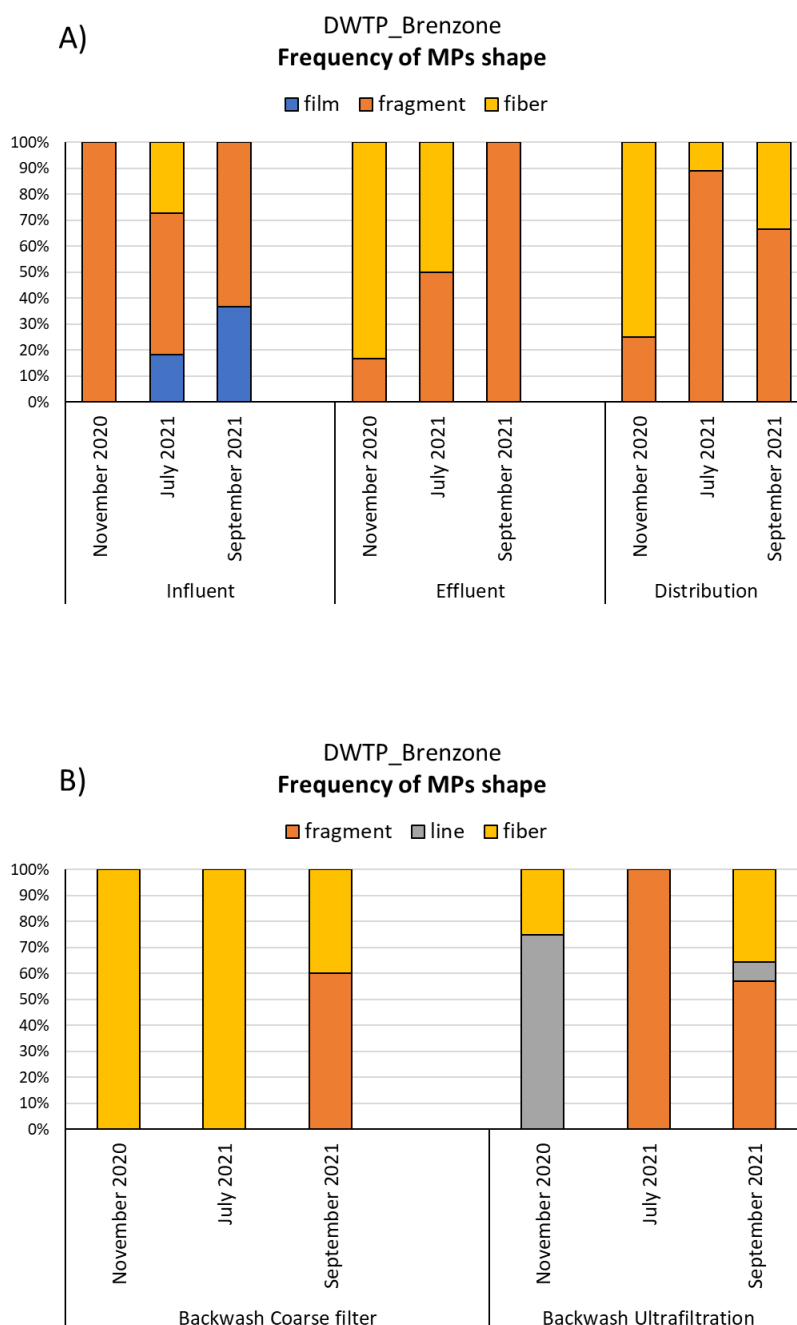 A)
DWTP_Brenzone
Frequency of MPs shape
film fragment fiber
100%
90%
80%
70%
60%
50%
40%
30%
20%
10%
0%
November 2020 July 2021 September 2021 November 2020 July 2021 September 2021 November 2020 July 2021 September 2021
Influent Effluent Distribution
B)
DWTP_Brenzone
Frequency of MPs shape
fragment line fiber
100%
90%
80%
70%
60%
50%
40%
30%
20%
10%
0%
November 2020 July 2021 September 2021 November 2020 July 2021 September 2021
Backwash Coarse filter Backwash Ultrafiltration